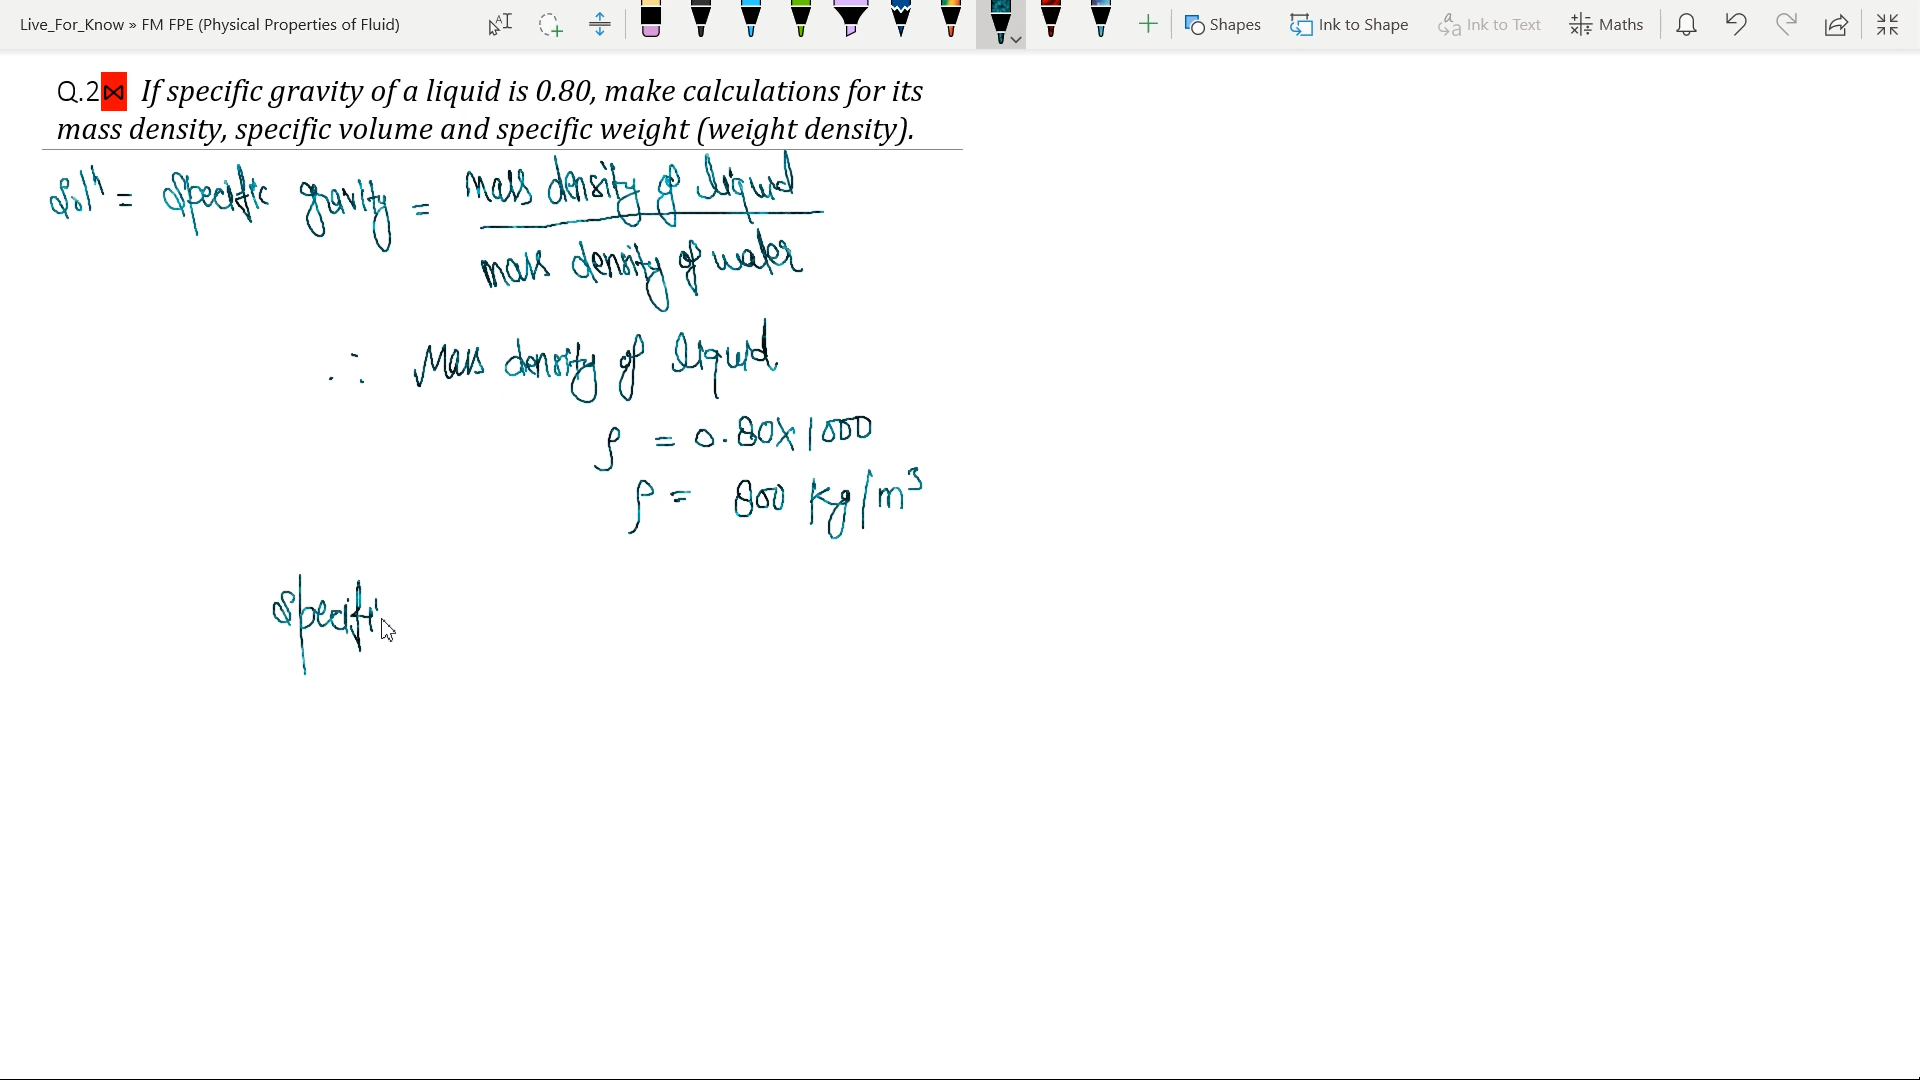 Live_For_Know » FM FPE (Physical Properties of Fluid)
Shapes
Ink to Shape
Ink to Text
Maths
Q.2⋈ If specific gravity of a liquid is 0.80, make calculations for its
mass density, specific volume and specific weight (weight density).
Solⁿ = Specific gravity = mass density of liquid
mass density of water
∴ Mass density of liquid
ρ = 0.80×1000
ρ = 800 kg/m³
Specifi